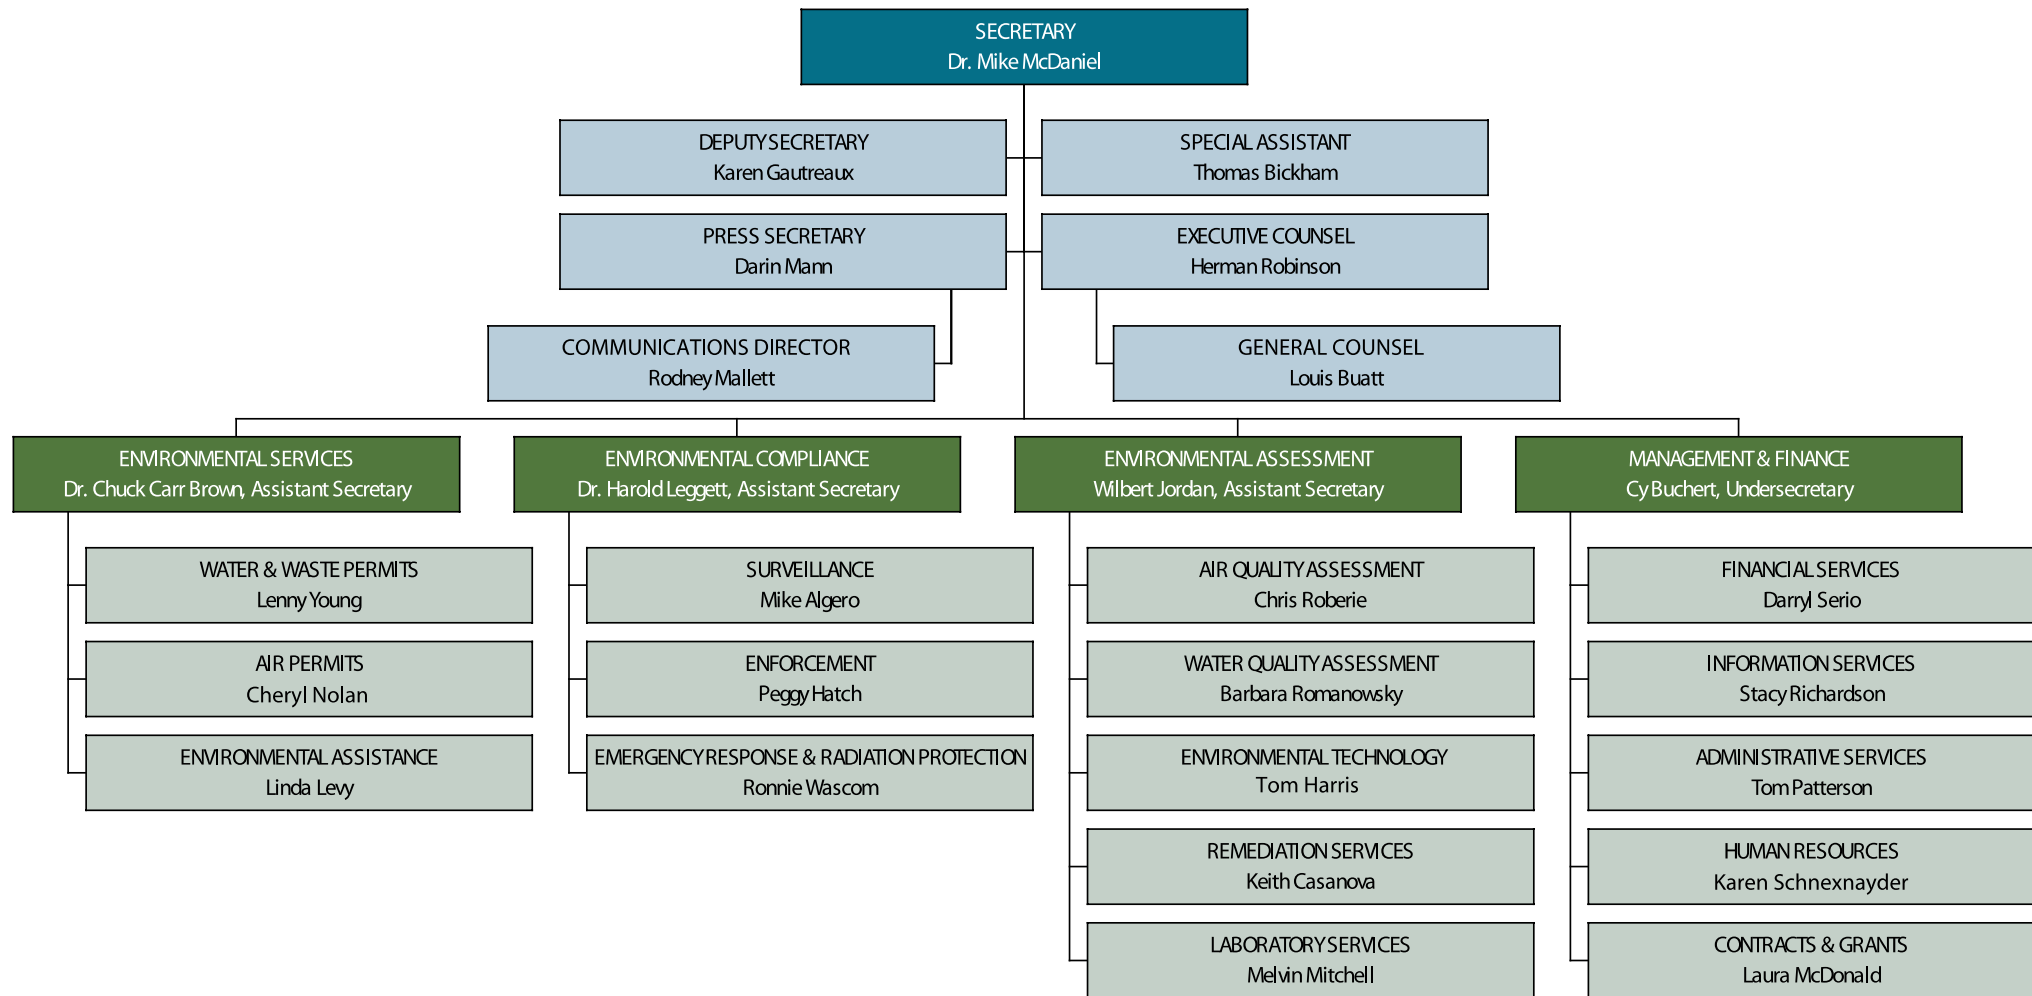 SECRETARY
Dr. Mike McDaniel
DEPUTY SECRETARY
Karen Gautreaux
SPECIAL ASSISTANT
Thomas Bickham
PRESS SECRETARY
Darin Mann
EXECUTIVE COUNSEL
Herman Robinson
COMMUNICATIONS DIRECTOR
Rodney Mallett
GENERAL COUNSEL
Louis Buatt
ENVIRONMENTAL SERVICES
Dr. Chuck Carr Brown, Assistant Secretary
WATER & WASTE PERMITS
Lenny Young
AIR PERMITS
Cheryl Nolan
ENVIRONMENTAL ASSISTANCE
Linda Levy
ENVIRONMENTAL COMPLIANCE
Dr. Harold Leggett, Assistant Secretary
SURVEILLANCE
Mike Algero
ENFORCEMENT
Peggy Hatch
EMERGENCY RESPONSE & RADIATION PROTECTION
Ronnie Wascom
ENVIRONMENTAL ASSESSMENT
Wilbert Jordan, Assistant Secretary
AIR QUALITY ASSESSMENT
Chris Roberie
WATER QUALITY ASSESSMENT
Barbara Romanowsky
ENVIRONMENTAL TECHNOLOGY
Tom Harris
REMEDIATION SERVICES
Keith Casanova
LABORATORY SERVICES
Melvin Mitchell
MANAGEMENT & FINANCE
Cy Buchert, Undersecretary
FINANCIAL SERVICES
Darryl Serio
INFORMATION SERVICES
Stacy Richardson
ADMINISTRATIVE SERVICES
Tom Patterson
HUMAN RESOURCES
Karen Schnexnayder
CONTRACTS & GRANTS
Laura McDonald